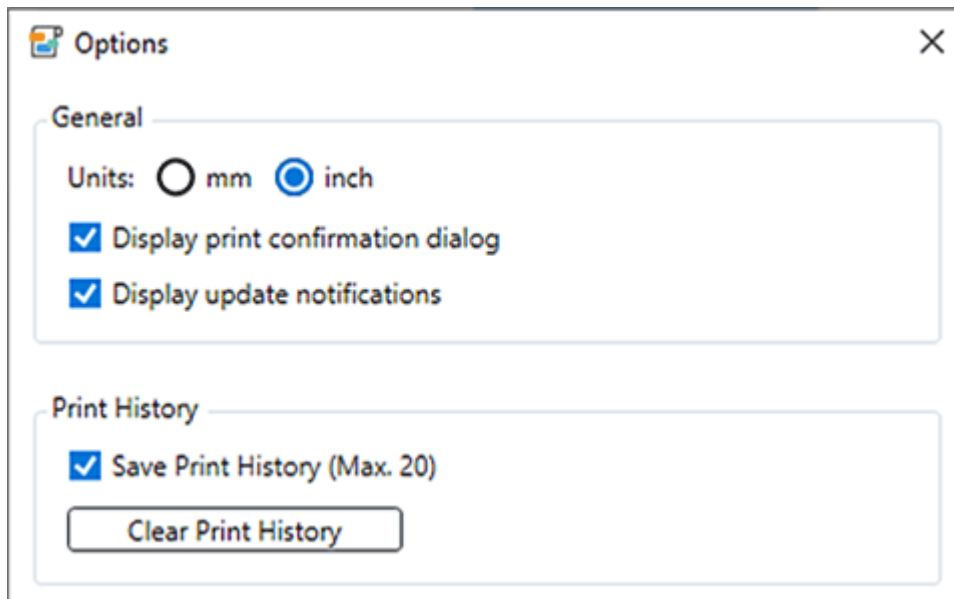 Options
General
Units: mm inch
Display print confirmation dialog
Display update notifications
Print History
Save Print History (Max. 20)
Clear Print History